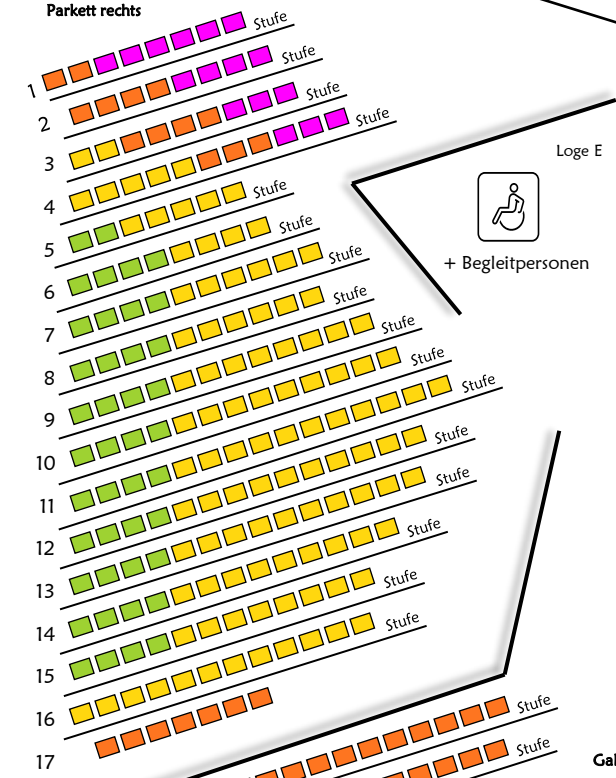 Parkett rechts
1 Stufe
2 Stufe
3 Stufe
4 Stufe
Loge E
+ Begleitpersonen
5 Stufe
6 Stufe
7 Stufe
8 Stufe
9 Stufe
10 Stufe
11 Stufe
12 Stufe
13 Stufe
14 Stufe
15 Stufe
16 Stufe
17
Stufe
Stufe